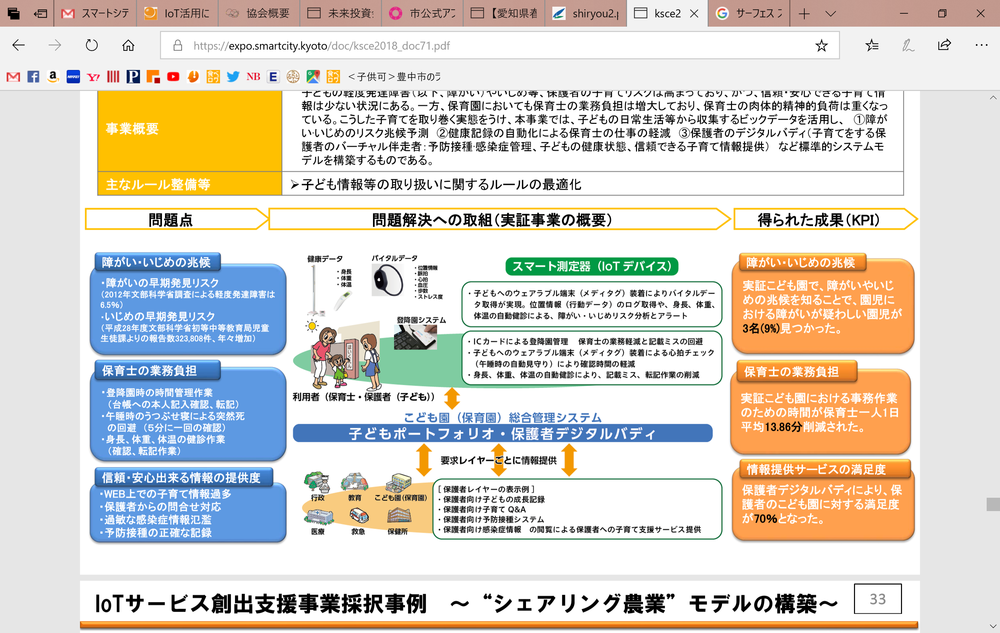 スマートシテ
IoT活用に
協会概要
未来投資会
市公式アプ
【愛知県春
shiryou2.p
ksce2
サーフェス プ
https://expo.smartcity.kyoto/doc/ksce2018_doc71.pdf
NIKKEI
Y!
P
食べログ
NB
E
食べログ
＜子供可＞豊中市のラ
子どもの軽度発達障害（以下、障がい）やいじめ等、保護者の子育てリスクは高まっており、かつ、信頼・安心できる子育て情
報は少ない状況にある。一方、保育園においても保育士の業務負担は増大しており、保育士の肉体的精神的負荷は重くなっ
ている。こうした子育てを取り巻く実態をうけ、本事業では、子どもの日常生活等から収集するビックデータを活用し、 ①障が
い・いじめのリスク兆候予測 ②健康記録の自動化による保育士の仕事の軽減 ③保護者のデジタルバディ（子育てをする保
護者のバーチャル伴走者：予防接種・感染症管理、子どもの健康状態、信頼できる子育て情報提供） など標準的システムモ
デルを構築するものである。
事業概要
主なルール整備等
➢子ども情報等の取り扱いに関するルールの最適化
問題点
問題解決への取組（実証事業の概要）
得られた成果（KPI）
障がい・いじめの兆候
・障がいの早期発見リスク
（2012年文部科学省調査による軽度発達障害は
6.5%）
・いじめの早期発見リスク
（平成28年度文部科学省初等中等教育局児童
生徒課よりの報告数323,808件、年々増加）
保育士の業務負担
・登降園時の時間管理作業
（台帳への本人記入確認、転記）
・午睡時のうつぶせ寝による突然死
の回避 （５分に一回の確認）
・身長、体重、体温の健診作業
（確認、転記作業）
信頼・安心出来る情報の提供度
・WEB上での子育て情報過多
・保護者からの問合せ対応
・過敏な感染症情報氾濫
・予防接種の正確な記録
健康データ
・身長
・体重
・体温
バイタルデータ
・位置情報
・脈拍
・心拍
・血圧
・歩数
・ストレス度
登降園システム
ほいくえん
スマート測定器（IoT デバイス）
・子どもへのウェアラブル端末（メディタグ）装着によりバイタルデー
タ取得が実現。位置情報（行動データ）のログ取得や、身長、体重、
体温の自動健診による、障がい・いじめリスク分析とアラート
・ICカードによる登降園管理 保育士の業務軽減と記載ミスの回避
・子どもへのウェアラブル端末（メディタグ）装着による心拍チェック
（午睡時の自動見守り）により確認時間の軽減
・身長、体重、体温の自動健診により、記載ミス、転記作業の削減
利用者（保育士・保護者（子ども））
こども園（保育園）総合管理システム
子どもポートフォリオ・保護者デジタルバディ
要求レイヤーごとに情報提供
行政
教育
こども園（保育園）
医療
救急
保健所
［保護者レイヤーの表示例］
・保護者向け子どもの成長記録
・保護者向け子育て Q&A
・保護者向け予防接種システム
・保護者向け感染症情報 の閲覧による保護者への子育て支援サービス提供
障がい・いじめの兆候
実証こども園で、障がいやいじ
めの兆候を知ることで、園児に
おける障がいが疑わしい園児が
3名(9%)見つかった。
保育士の業務負担
実証こども園における事務作業
のための時間が保育士一人1日
平均13.86分削減された。
情報提供サービスの満足度
保護者デジタルバディにより、保
護者のこども園に対する満足度
が70%となった。
IoTサービス創出支援事業採択事例 ～“シェアリング農業”モデルの構築～
33